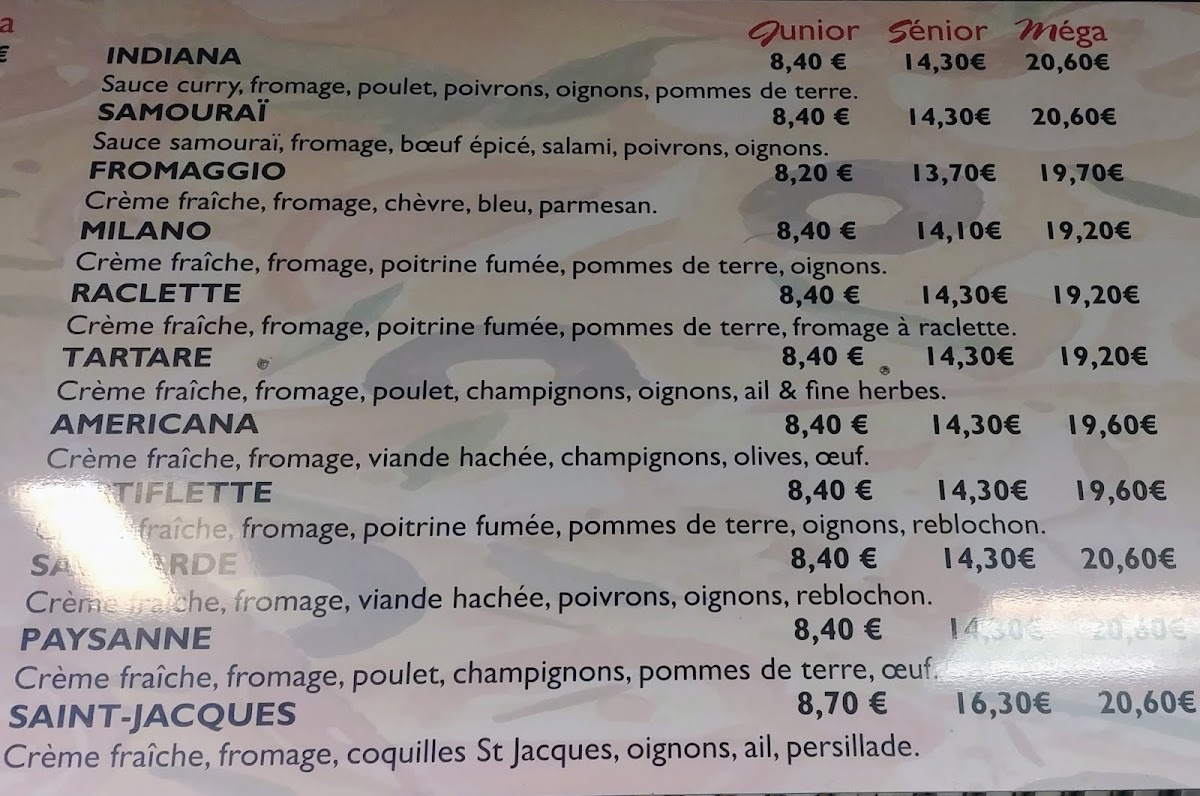 a
€
Junior Sénior Méga
INDIANA 8,40 € 14,30€ 20,60€
Sauce curry, fromage, poulet, poivrons, oignons, pommes de terre.
SAMOURAÏ 8,40 € 14,30€ 20,60€
Sauce samouraï, fromage, bœuf épicé, salami, poivrons, oignons.
FROMAGGIO 8,20 € 13,70€ 19,70€
Crème fraîche, fromage, chèvre, bleu, parmesan.
MILANO 8,40 € 14,10€ 19,20€
Crème fraîche, fromage, poitrine fumée, pommes de terre, oignons.
RACLETTE 8,40 € 14,30€ 19,20€
Crème fraîche, fromage, poitrine fumée, pommes de terre, fromage à raclette.
TARTARE 8,40 € 14,30€ 19,20€
Crème fraîche, fromage, poulet, champignons, oignons, ail & fine herbes.
AMERICANA 8,40 € 14,30€ 19,60€
Crème fraîche, fromage, viande hachée, champignons, olives, œuf.
TIFLETTE 8,40 € 14,30€ 19,60€
fraîche, fromage, poitrine fumée, pommes de terre, oignons, reblochon.
8,40 € 14,30€ 20,60€
Crème fraîche, fromage, viande hachée, poivrons, oignons, reblochon.
PAYSANNE 8,40 € 14,30€ 20,60€
Crème fraîche, fromage, poulet, champignons, pommes de terre, œuf.
SAINT-JACQUES 8,70 € 16,30€ 20,60€
Crème fraîche, fromage, coquilles St Jacques, oignons, ail, persillade.